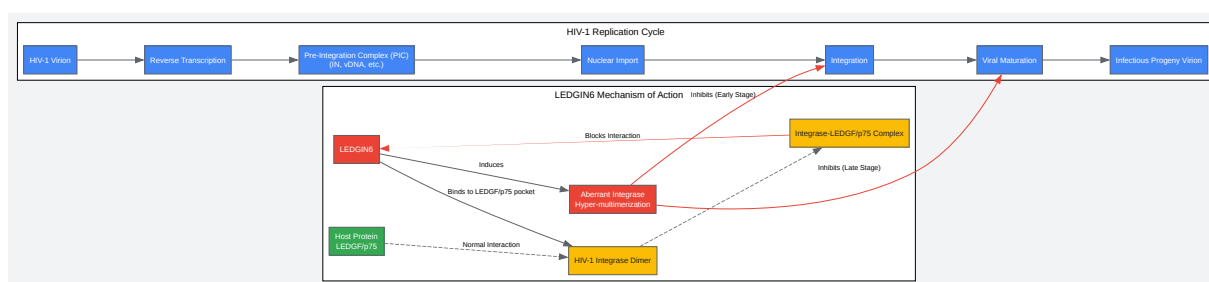 HIV-1 Replication Cycle
HIV-1 Virion
Reverse Transcription
Pre-Integration Complex (PIC)
(IN, vDNA, etc.)
Nuclear Import
Integration
Viral Maturation
Infectious Progeny Virion
LEDGIN6 Mechanism of Action
Inhibits (Early Stage)
Integrase-LEDGF/p75 Complex
Blocks Interaction
LEDGIN6
Induces
Inhibits (Late Stage)
Binds to LEDGF/p75 pocket
Aberrant Integrase
Hyper-multimerization
Host Protein
LEDGF/p75
Normal Interaction
HIV-1 Integrase Dimer